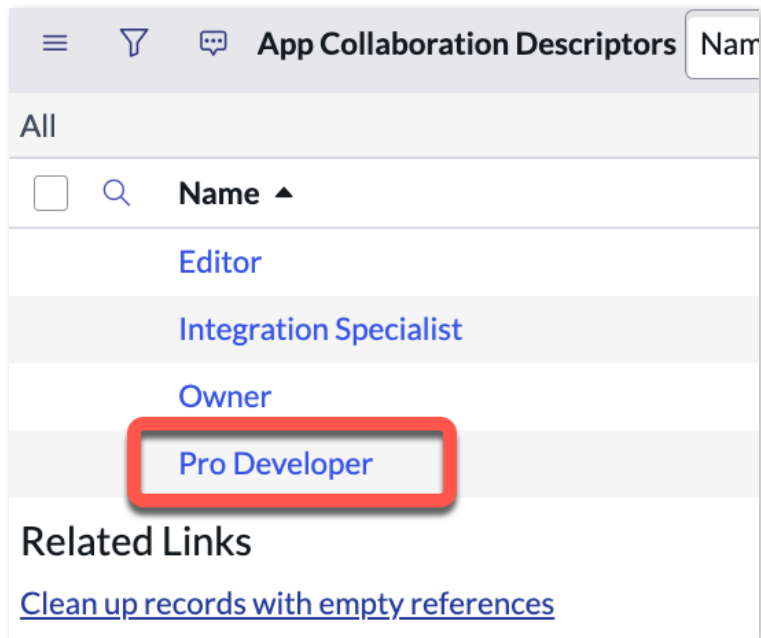 App Collaboration Descriptors Nam
All
Name
Editor
Integration Specialist
Owner
Pro Developer
Related Links
Clean up records with empty references